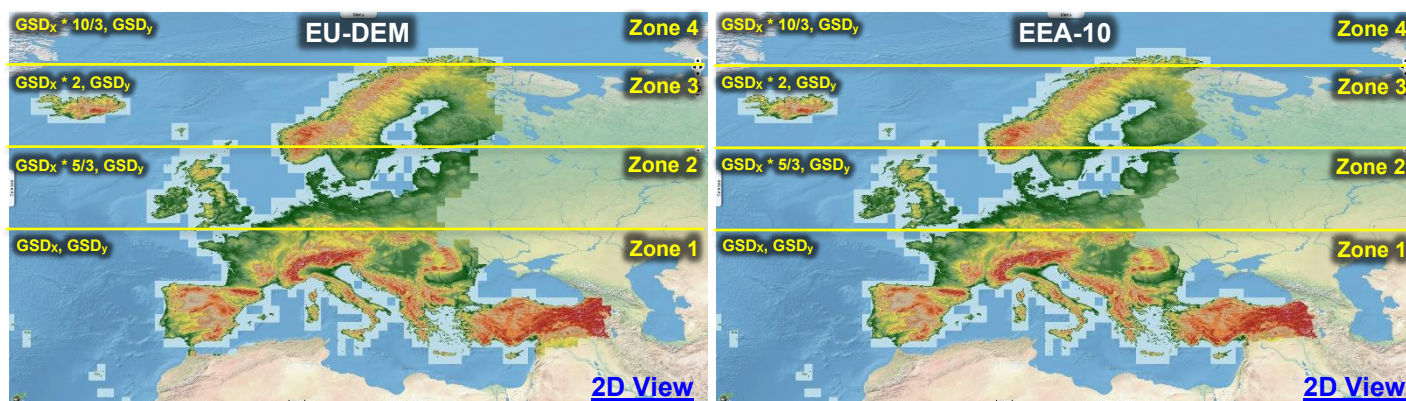 GSDx * 10/3, GSDy
EU-DEM
Zone 4
GSDx * 2, GSDy
Zone 3
GSDx * 5/3, GSDy
Zone 2
GSDx, GSDy
Zone 1
2D View
GSDx * 10/3, GSDy
EEA-10
Zone 4
GSDx * 2, GSDy
Zone 3
GSDx * 5/3, GSDy
Zone 2
GSDx, GSDy
Zone 1
2D View